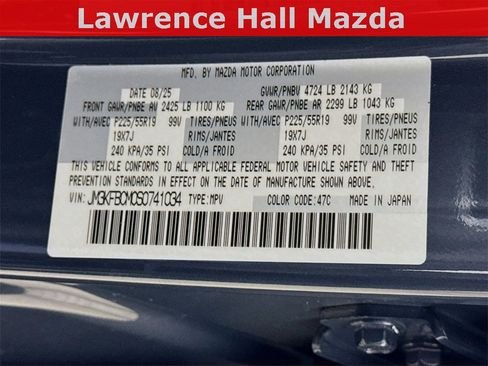 Lawrence Hall Mazda
MFD. BY MAZDA MOTOR CORPORATION
DATE 08/25 GVWR/PNBV 4724 LB 2143 KG
FRONT GAWR/PNBE AV 2425 LB 1100 KG REAR GAWR/PNBE AR 2299 LB 1043 KG
WITH/AVEC P225/55R19 99V TIRES/PNEUS WITH/AVEC P225/55R19 99V TIRES/PNEUS
19X7J RIMS/JANTES 19X7J RIMS/JANTES
240 KPA/35 PSI COLD/A FROID 240 KPA/35 PSI COLD/A FROID
THIS VEHICLE CONFORMS TO ALL APPLICABLE FEDERAL MOTOR VEHICLE SAFETY AND THEFT
PREVENTION STANDARDS IN EFFECT ON THE DATE OF MANUFACTURE SHOWN ABOVE.
VIN: JM3KFBCM0S0741034 TYPE:MPV COLOR CODE:47C MADE IN JAPAN